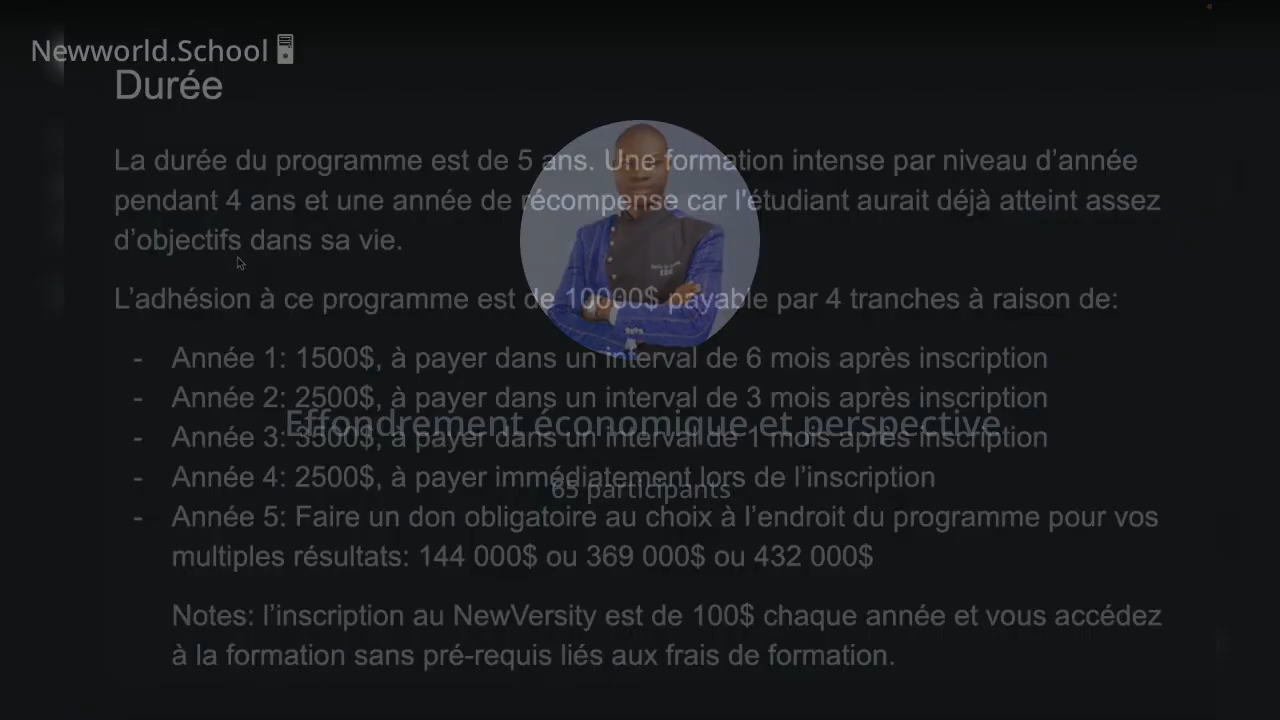 Newworld.School
Durée
La durée du programme est de 5 ans. Une formation intense par niveau d’année
pendant 4 ans et une année de récompense car l'étudiant aurait déjà atteint assez
d’objectifs dans sa vie.
L’adhésion à ce programme est de 10000$ payable par 4 tranches à raison de:
- Année 1: 1500$, à payer dans un interval de 6 mois après inscription
- Année 2: 2500$, à payer dans un interval de 3 mois après inscription
Effondrement économique et perspective
- Année 3: 3500$, à payer dans un interval de 1 mois après inscription
- Année 4: 2500$, à payer immédiatement lors de l’inscription
65 participants
- Année 5: Faire un don obligatoire au choix à l’endroit du programme pour vos
multiples résultats: 144 000$ ou 369 000$ ou 432 000$
Notes: l’inscription au NewVersity est de 100$ chaque année et vous accédez
à la formation sans pré-requis liés aux frais de formation.